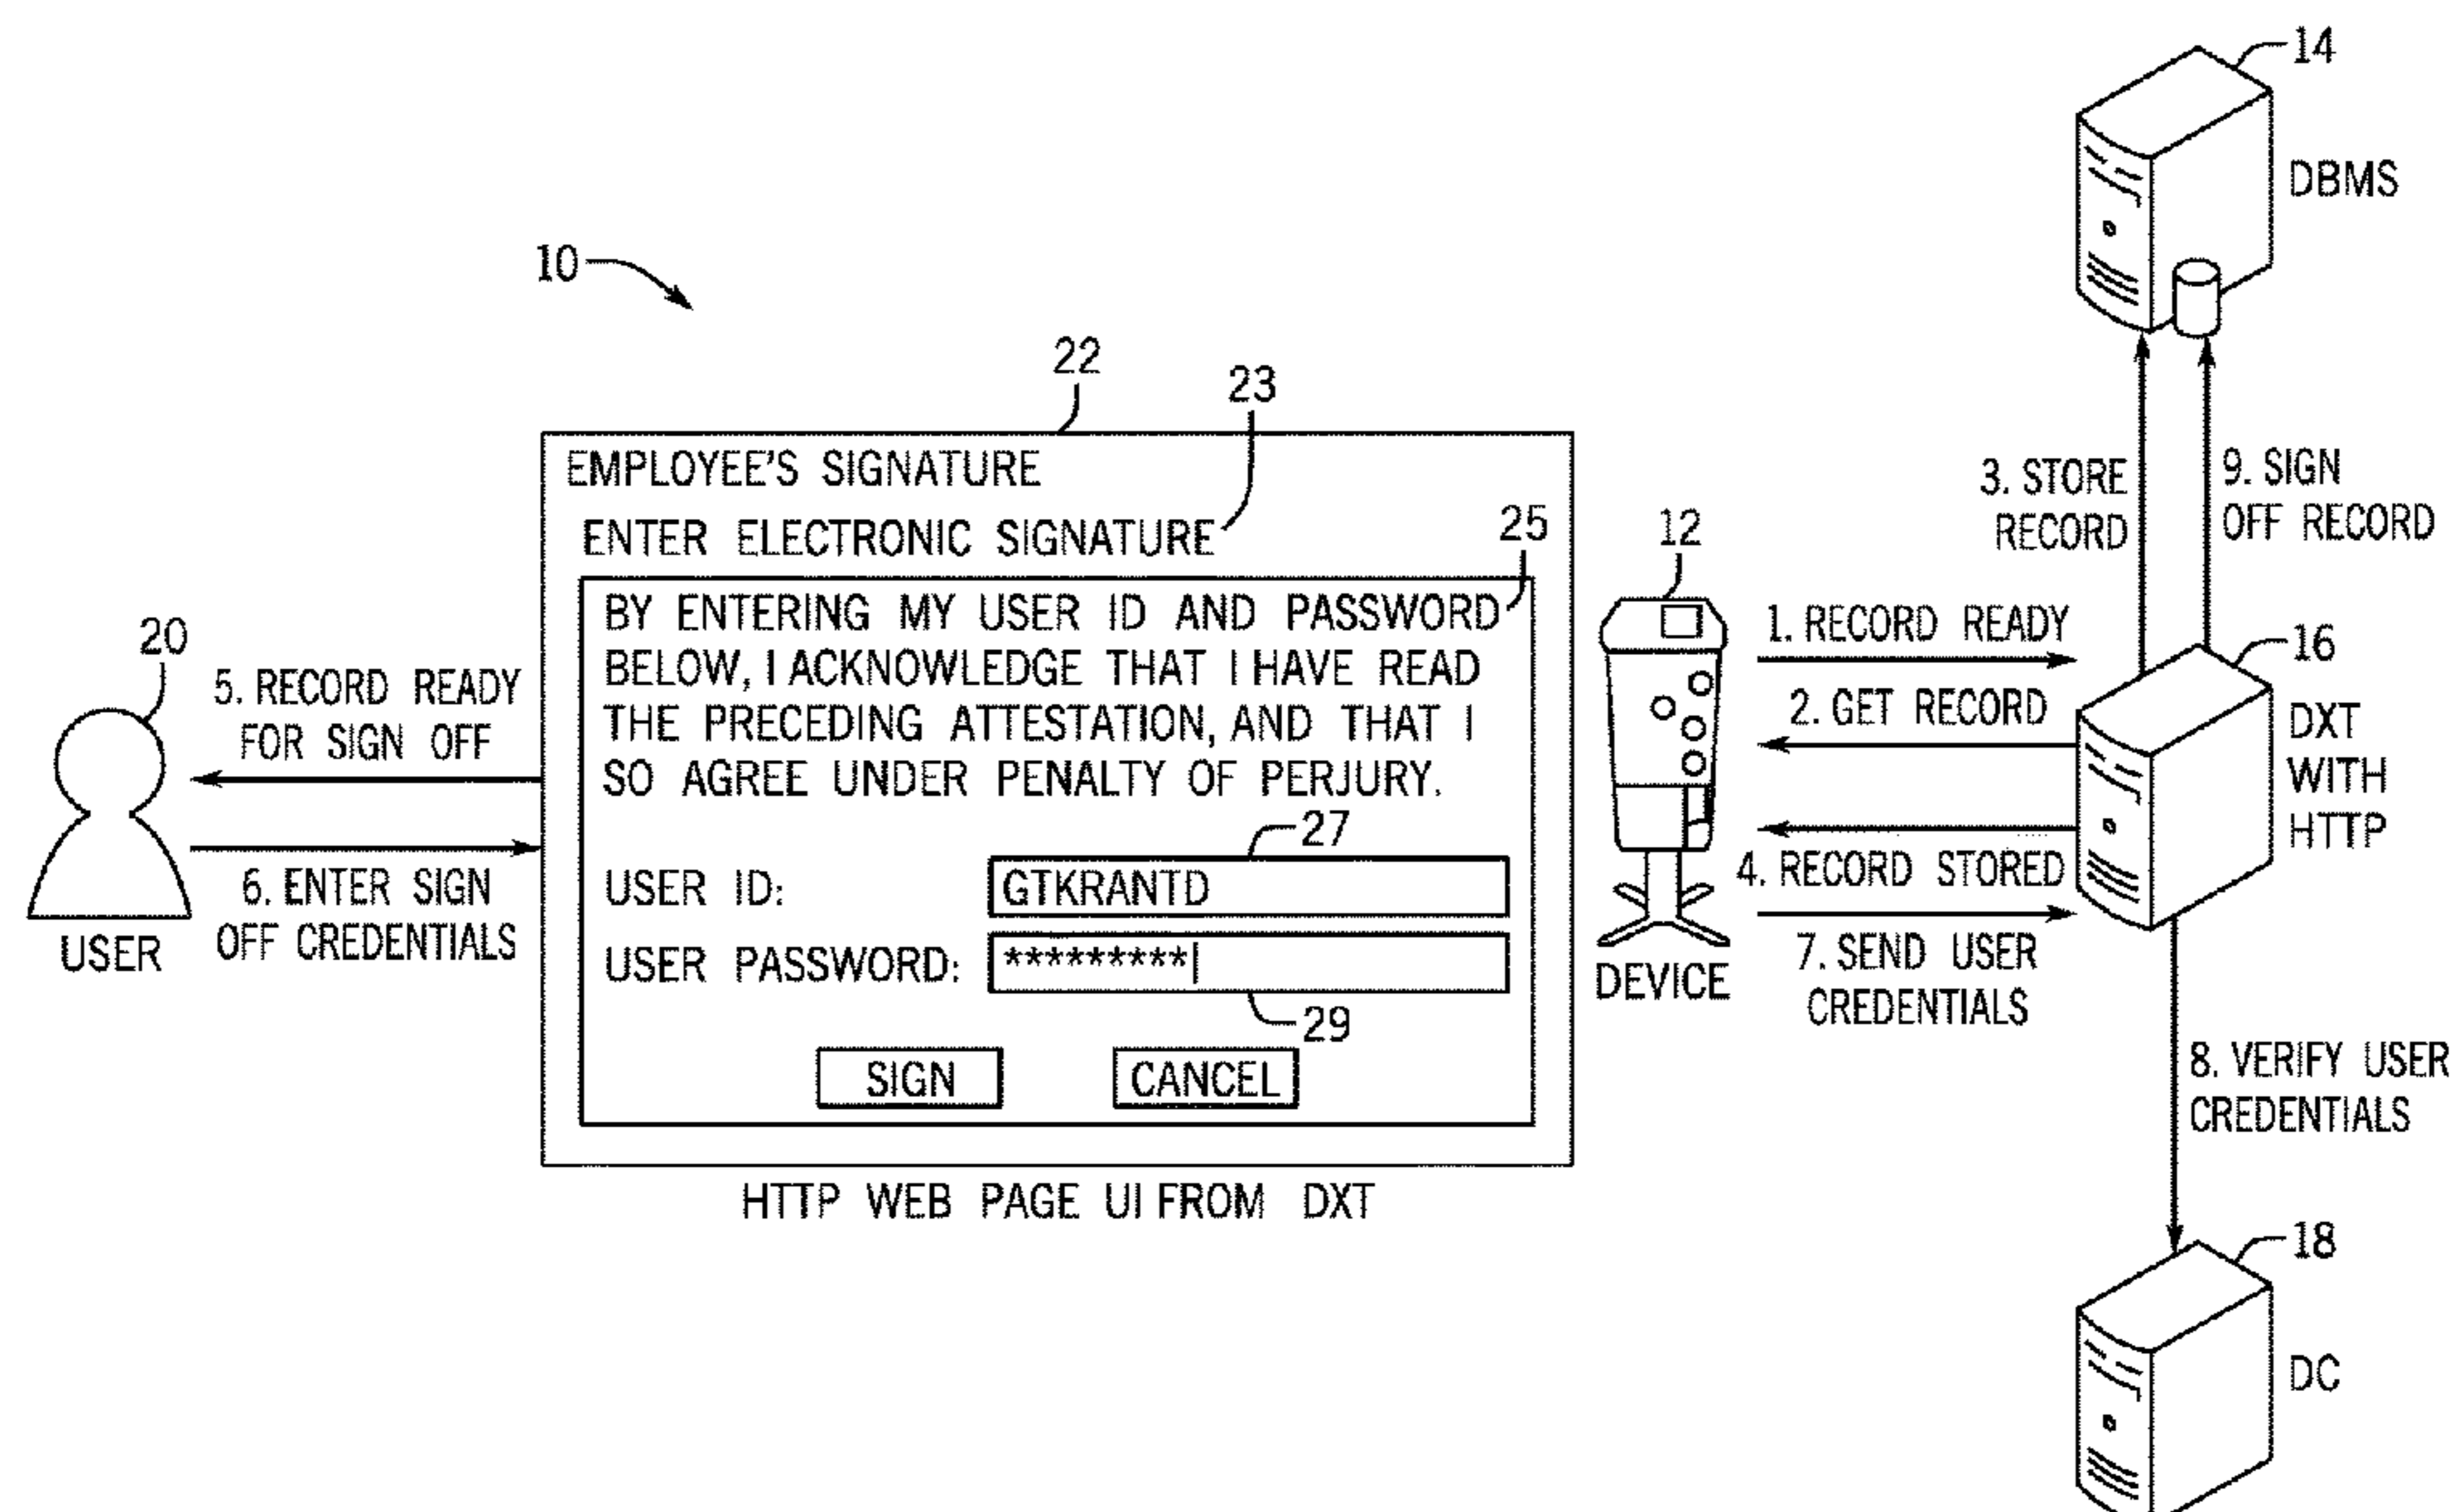 14
DBMS
10
22
23
EMPLOYEE'S SIGNATURE
ENTER ELECTRONIC SIGNATURE
25
BY ENTERING MY USER ID AND PASSWORD
BELOW, I ACKNOWLEDGE THAT I HAVE READ
THE PRECEDING ATTESTATION, AND THAT I
SO AGREE UNDER PENALTY OF PERJURY.
27
USER ID:
GTKRANTD
USER PASSWORD:
*********|
29
SIGN
CANCEL
HTTP WEB PAGE UI FROM DXT
20
5. RECORD READY
FOR SIGN OFF
6. ENTER SIGN
OFF CREDENTIALS
USER
12
DEVICE
3. STORE
RECORD
9. SIGN
OFF RECORD
1. RECORD READY
2. GET RECORD
4. RECORD STORED
7. SEND USER
CREDENTIALS
16
DXT
WITH
HTTP
8. VERIFY USER
CREDENTIALS
18
DC